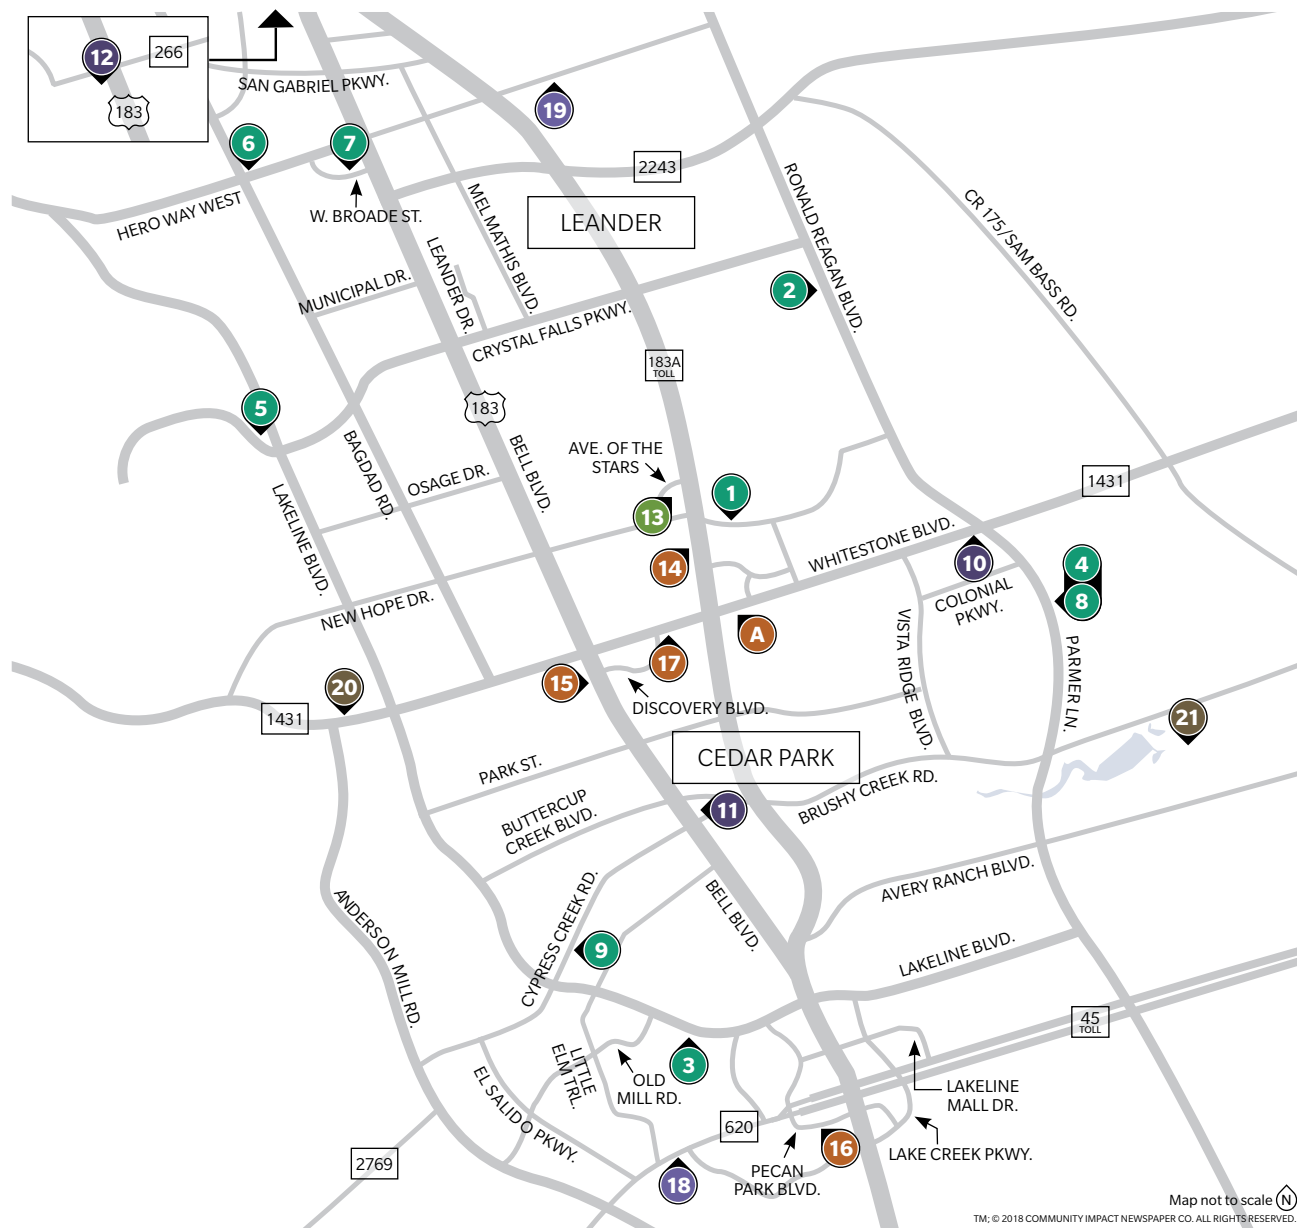 12
266
183
SAN GABRIEL PKWY.
19
6
7
2243
HERO WAY WEST
W. BROADE ST.
MEL MATHIS BLVD.
LEANDER
RONALD REAGAN BLVD.
CR 175/SAM BASS RD.
LEANDER DR.
MUNICIPAL DR.
2
CRYSTAL FALLS PKWY.
183A
TOLL
183
5
BAGDAD RD.
BELL BLVD.
AVE. OF THE
STARS
OSAGE DR.
LAKELINE BLVD.
1
13
1431
WHITESTONE BLVD.
14
10
4
8
COLONIAL
PKWY.
NEW HOPE DR.
A
VISTA RIDGE BLVD.
PARMER LN.
17
15
20
DISCOVERY BLVD.
1431
21
CEDAR PARK
PARK ST.
BRUSHY CREEK RD.
11
BUTTERCUP
CREEK BLVD.
AVERY RANCH BLVD.
BELL BLVD.
ANDERSON MILL RD.
CYPRESS CREEK RD.
9
LAKELINE BLVD.
45
TOLL
3
LITTLE
ELM TRL.
OLD
MILL RD.
EL SALIDO PKWY.
LAKELINE
MALL DR.
620
16
LAKE CREEK PKWY.
2769
PECAN
PARK BLVD.
18
Map not to scale N
TM; © 2018 COMMUNITY IMPACT NEWSPAPER CO. ALL RIGHTS RESERVED.